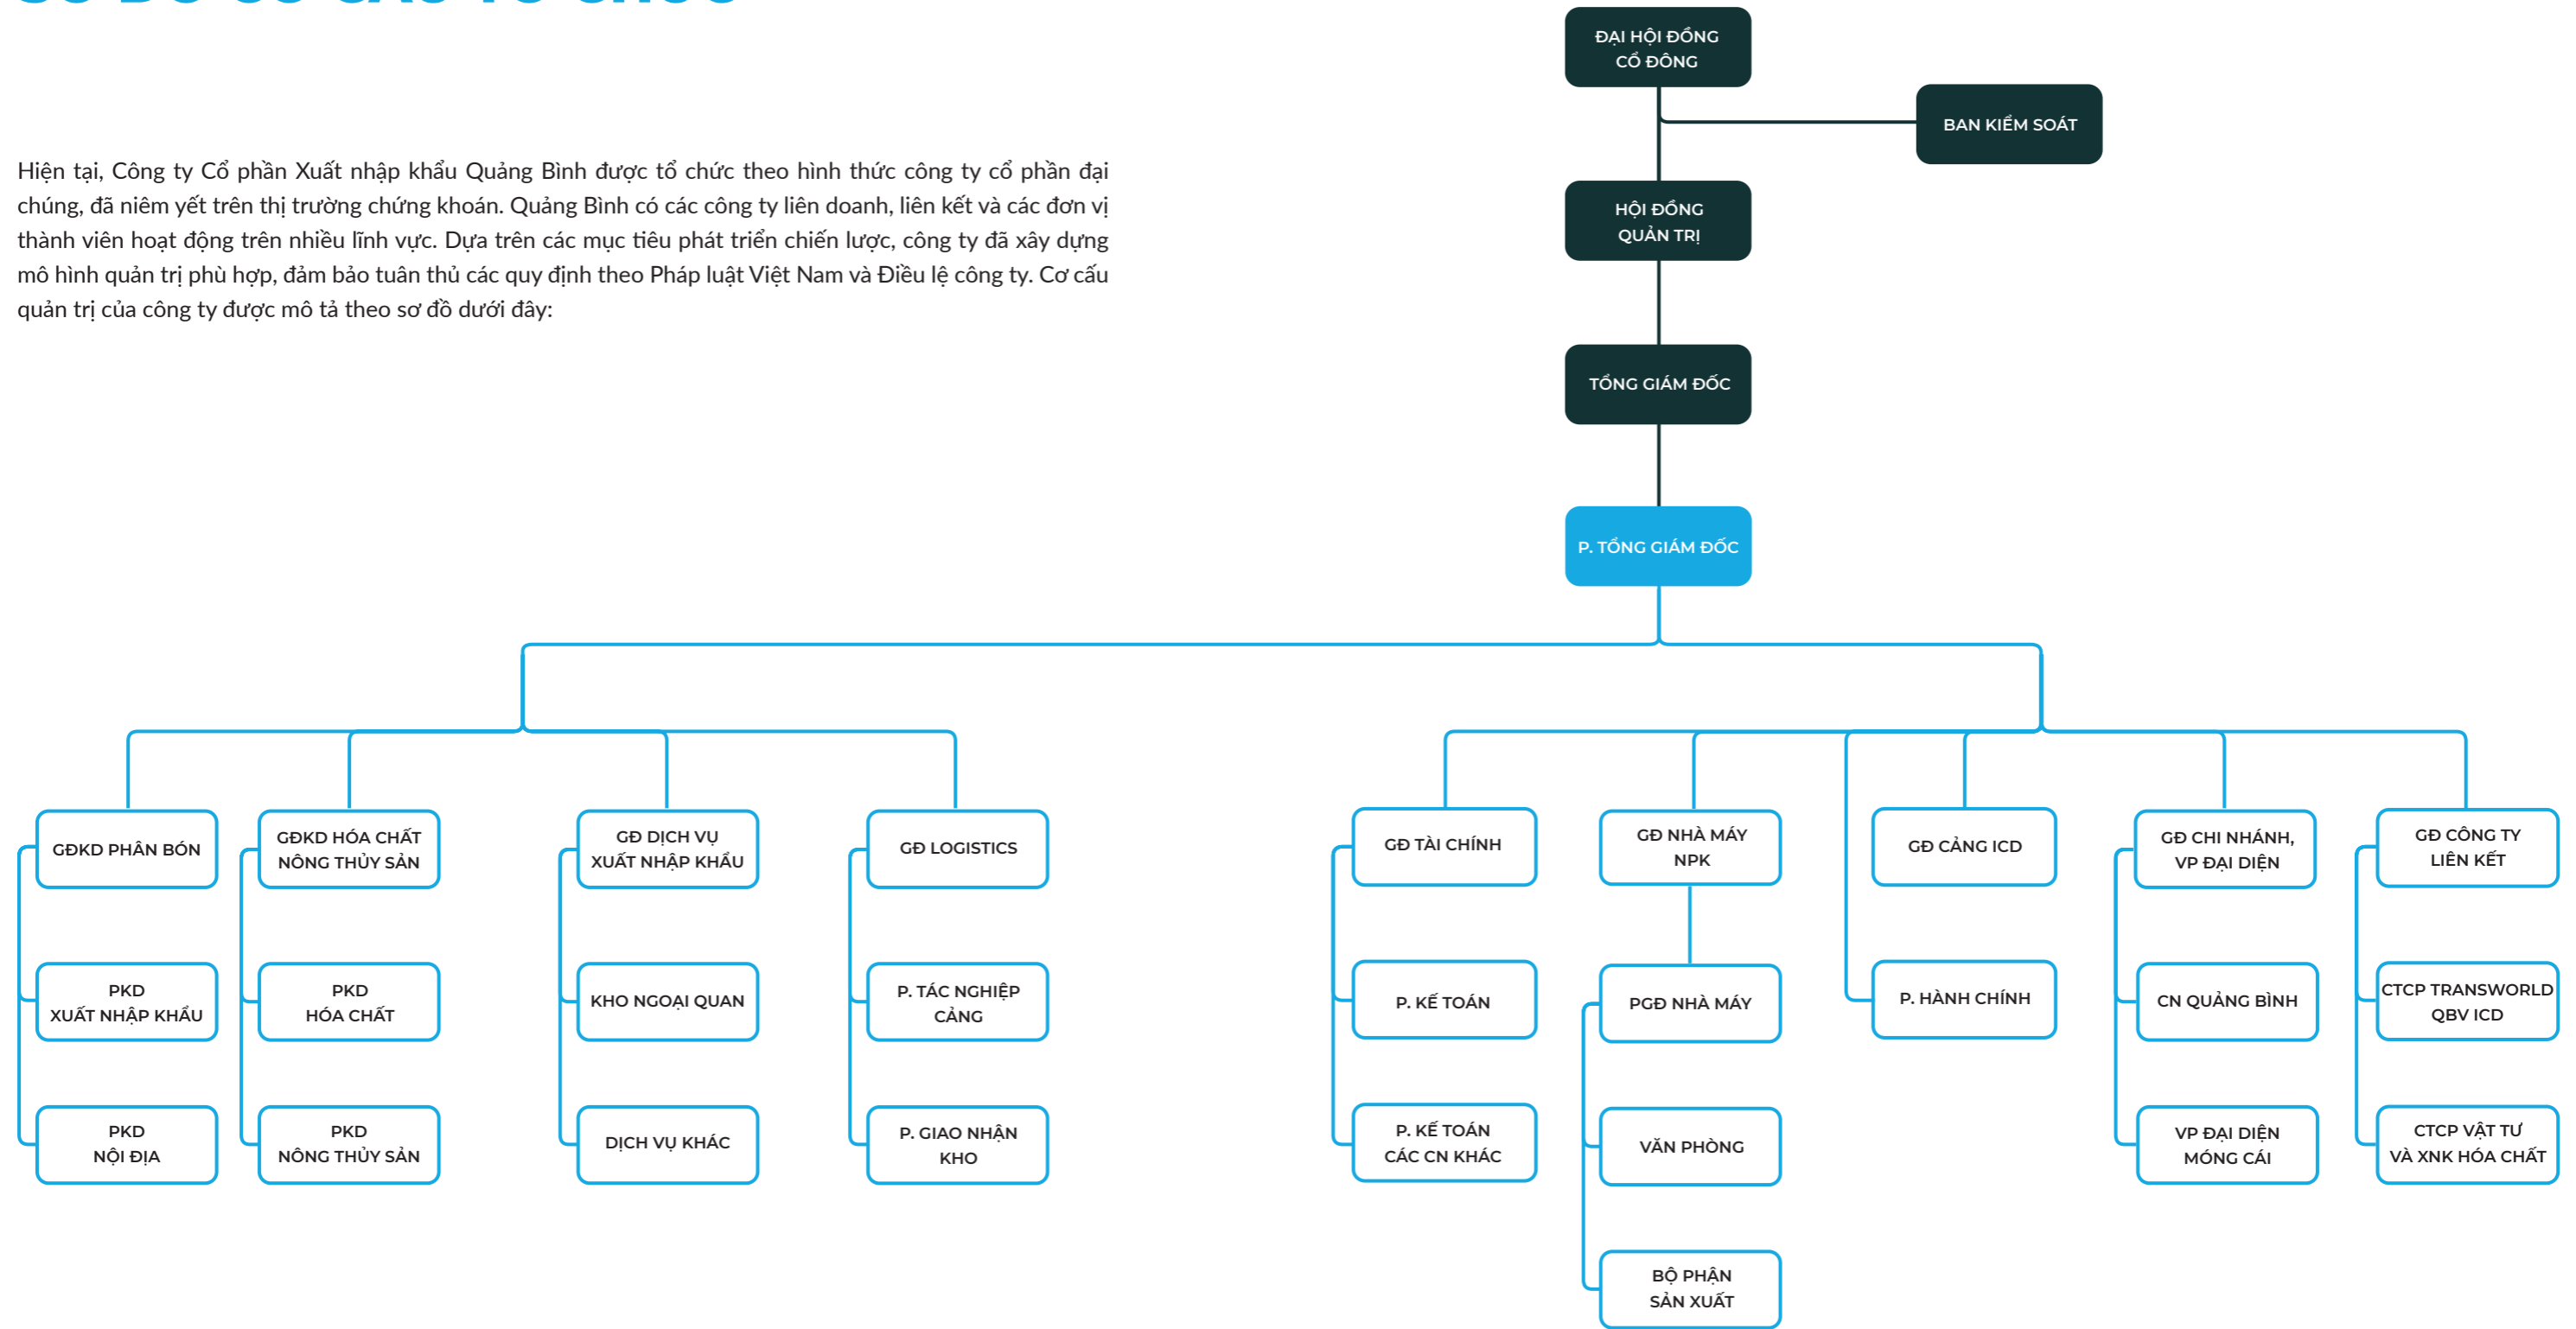 Hiện tại, Công ty Cổ phần Xuất nhập khẩu Quảng Bình được tổ chức theo hình thức công ty cổ phần đại
chúng, đã niêm yết trên thị trường chứng khoán. Quảng Bình có các công ty liên doanh, liên kết và các đơn vị
thành viên hoạt động trên nhiều lĩnh vực. Dựa trên các mục tiêu phát triển chiến lược, công ty đã xây dựng
mô hình quản trị phù hợp, đảm bảo tuân thủ các quy định theo Pháp luật Việt Nam và Điều lệ công ty. Cơ cấu
quản trị của công ty được mô tả theo sơ đồ dưới đây:
ĐẠI HỘI ĐỒNG
CỔ ĐÔNG
BAN KIỂM SOÁT
HỘI ĐỒNG
QUẢN TRỊ
TỔNG GIÁM ĐỐC
P. TỔNG GIÁM ĐỐC
GĐKD PHÂN BÓN
PKD
XUẤT NHẬP KHẨU
PKD
NỘI ĐỊA
GĐKD HÓA CHẤT
NÔNG THỦY SẢN
PKD
HÓA CHẤT
PKD
NÔNG THỦY SẢN
GĐ DỊCH VỤ
XUẤT NHẬP KHẨU
KHO NGOẠI QUAN
DỊCH VỤ KHÁC
GĐ LOGISTICS
P. TÁC NGHIỆP
CẢNG
P. GIAO NHẬN
KHO
GĐ TÀI CHÍNH
P. KẾ TOÁN
P. KẾ TOÁN
CÁC CN KHÁC
GĐ NHÀ MÁY
NPK
PGĐ NHÀ MÁY
VĂN PHÒNG
BỘ PHẬN
SẢN XUẤT
GĐ CẢNG ICD
P. HÀNH CHÍNH
GĐ CHI NHÁNH,
VP ĐẠI DIỆN
CN QUẢNG BÌNH
VP ĐẠI DIỆN
MÓNG CÁI
GĐ CÔNG TY
LIÊN KẾT
CTCP TRANSWORLD
QBV ICD
CTCP VẬT TƯ
VÀ XNK HÓA CHẤT